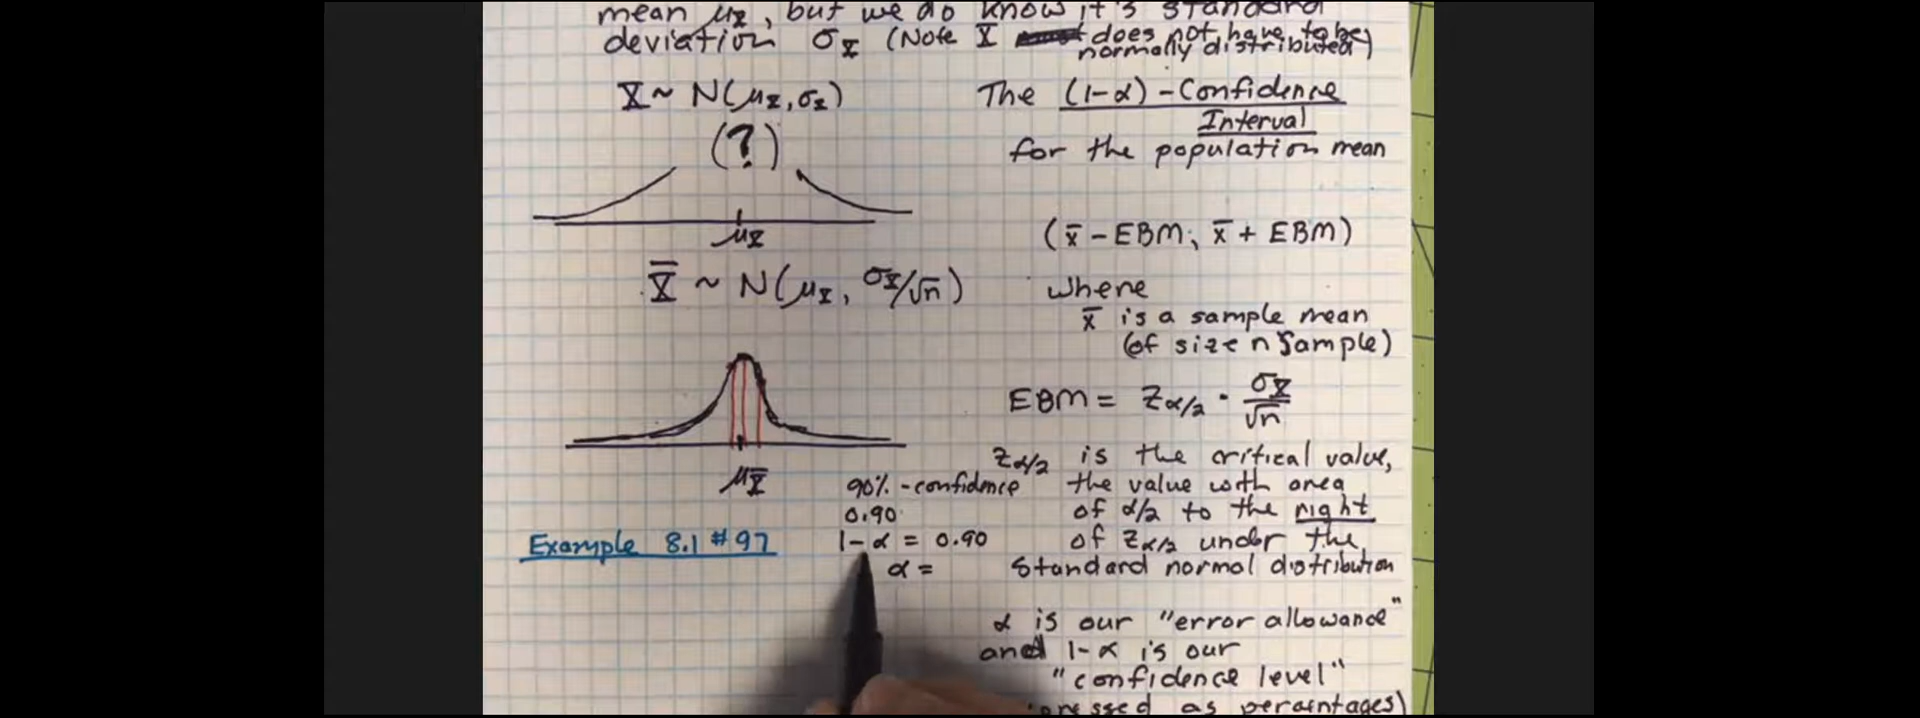 mean μx, but we do know it's standard
deviation σx (Note X does not have to be
normally distributed)
X ~ N(μx, σx)
(?)
μx
X̄ ~ N(μx, σx/√n)
μx̄
Example 8.1 #97
90% - confidence
0.90
1-α = 0.90
α =
The (1-α) - Confidence
Interval
for the population mean
(x̄ - EBM, x̄ + EBM)
where
x̄ is a sample mean
(of size n sample)
EBM = Zα/2 · σx/√n
Zα/2 is the critical value,
the value with area
of α/2 to the right
of Zα/2 under the
standard normal distribution
α is our "error allowance"
and 1-α is our
"confidence level"
as percentages)